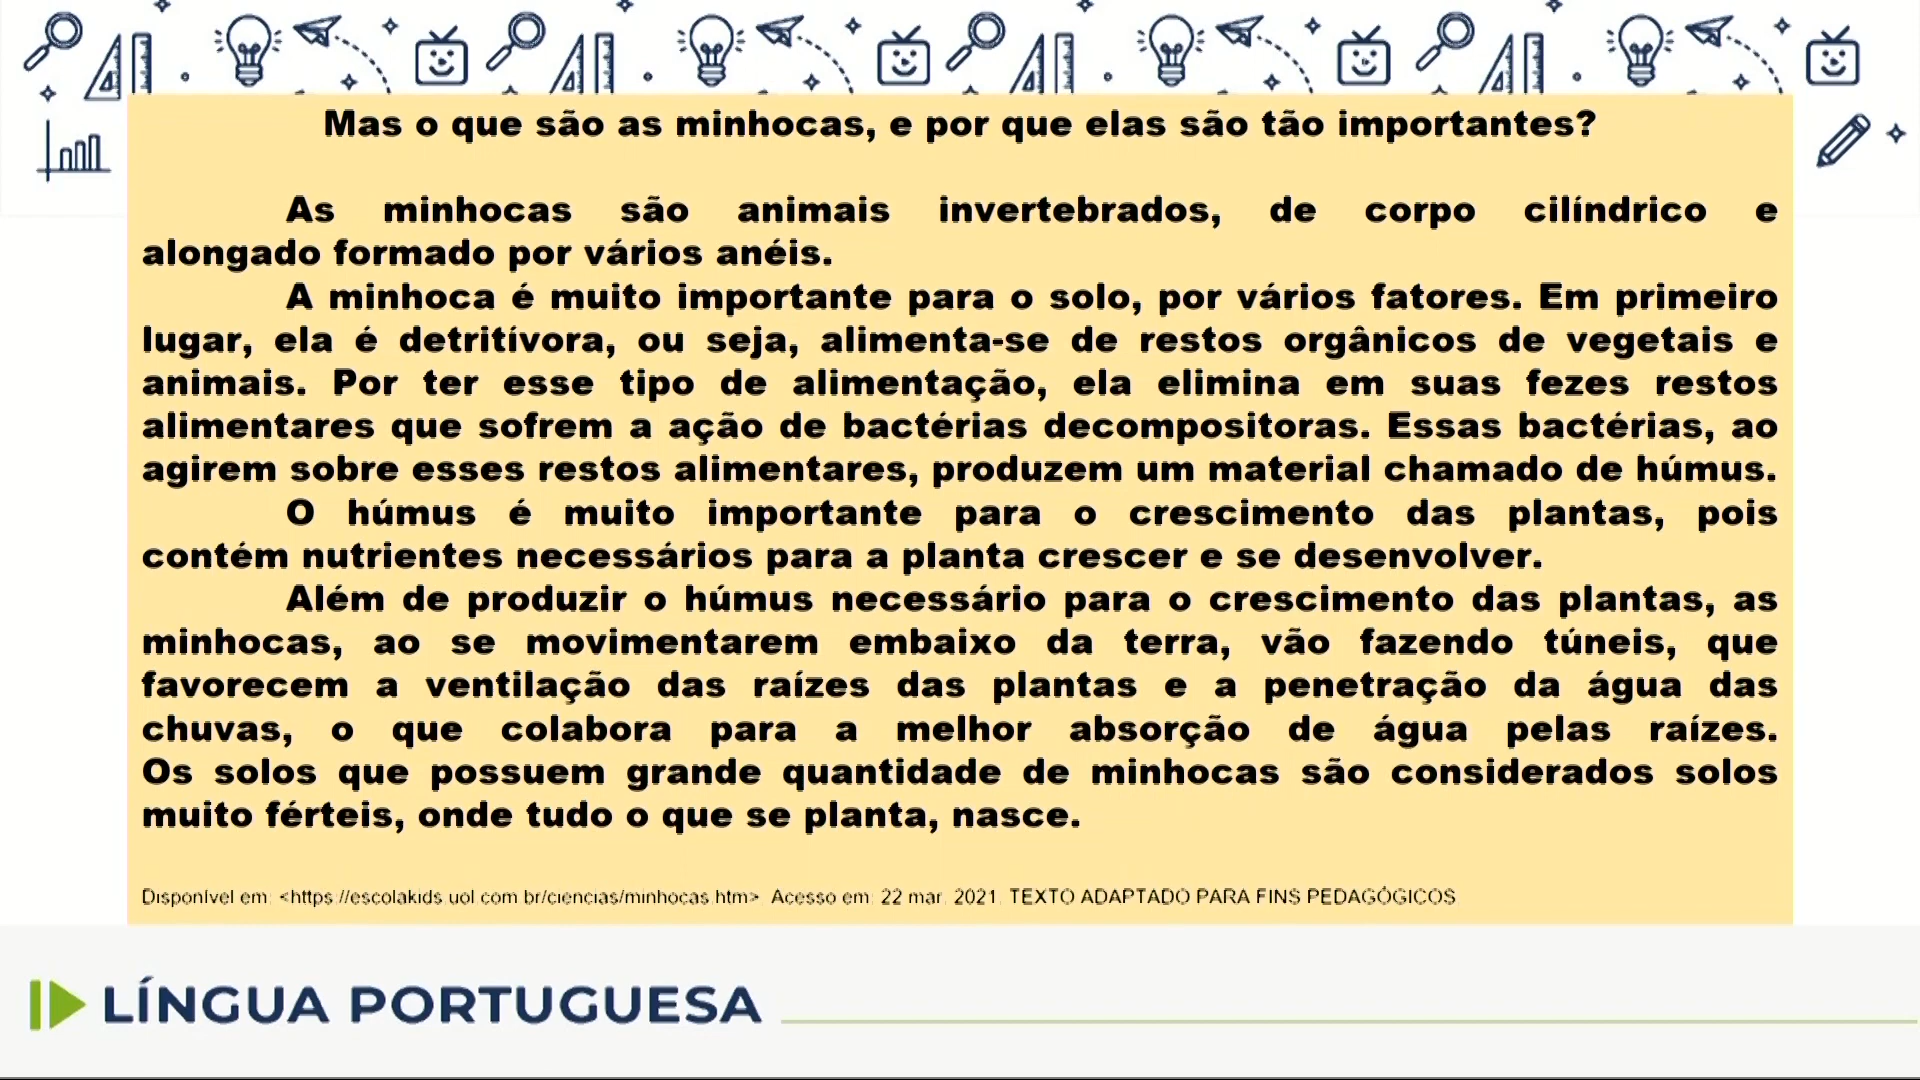 Mas o que são as minhocas, e por que elas são tão importantes?
As minhocas são animais invertebrados, de corpo cilíndrico e
alongado formado por vários anéis.
A minhoca é muito importante para o solo, por vários fatores. Em primeiro
lugar, ela é detritívora, ou seja, alimenta-se de restos orgânicos de vegetais e
animais. Por ter esse tipo de alimentação, ela elimina em suas fezes restos
alimentares que sofrem a ação de bactérias decompositoras. Essas bactérias, ao
agirem sobre esses restos alimentares, produzem um material chamado de húmus.
O húmus é muito importante para o crescimento das plantas, pois
contém nutrientes necessários para a planta crescer e se desenvolver.
Além de produzir o húmus necessário para o crescimento das plantas, as
minhocas, ao se movimentarem embaixo da terra, vão fazendo túneis, que
favorecem a ventilação das raízes das plantas e a penetração da água das
chuvas, o que colabora para a melhor absorção de água pelas raízes.
Os solos que possuem grande quantidade de minhocas são considerados solos
muito férteis, onde tudo o que se planta, nasce.
Disponível em: <https://escolakids.uol.com.br/ciencias/minhocas.htm>. Acesso em: 22 mar. 2021. TEXTO ADAPTADO PARA FINS PEDAGÓGICOS
LÍNGUA PORTUGUESA